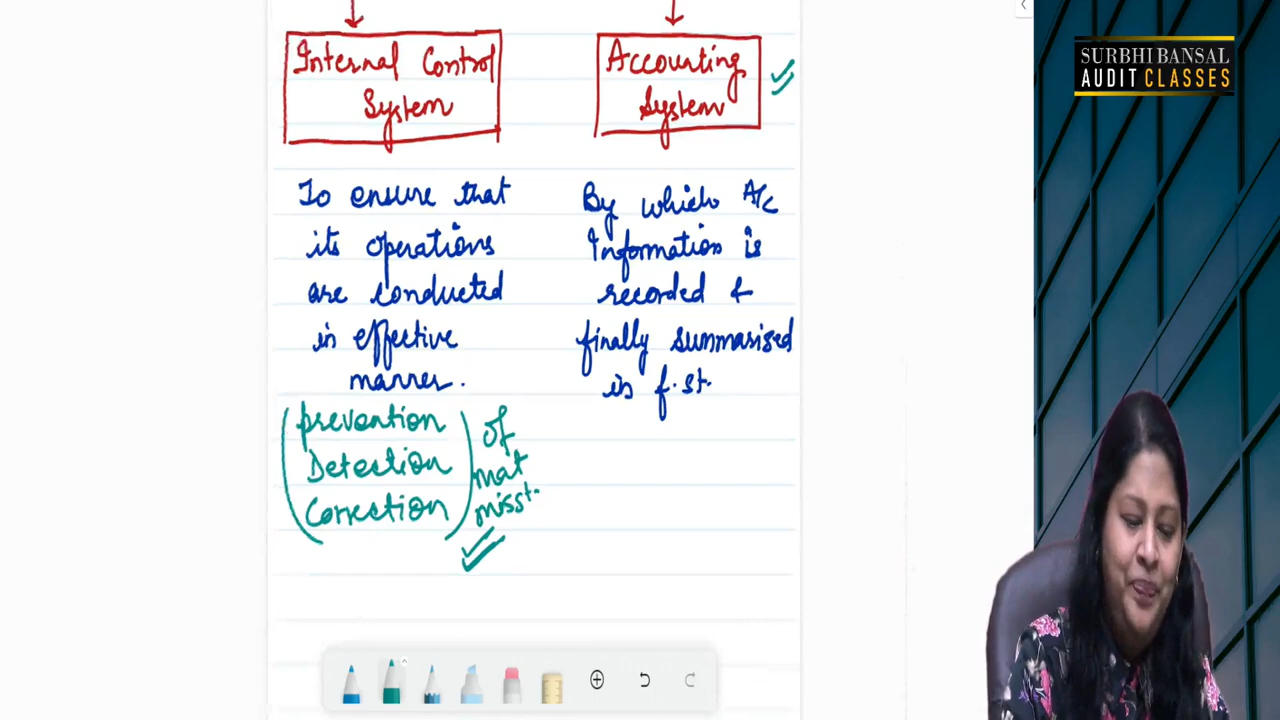 Internal Control
System
Accounting
System
To ensure that
its operations
are conducted
in effective
manner.
(prevention
Detection
Correction)
of
mat
misst.
By which A/C
Information is
recorded &
finally summarised
in f.st.
SURBHI BANSAL
AUDIT CLASSES